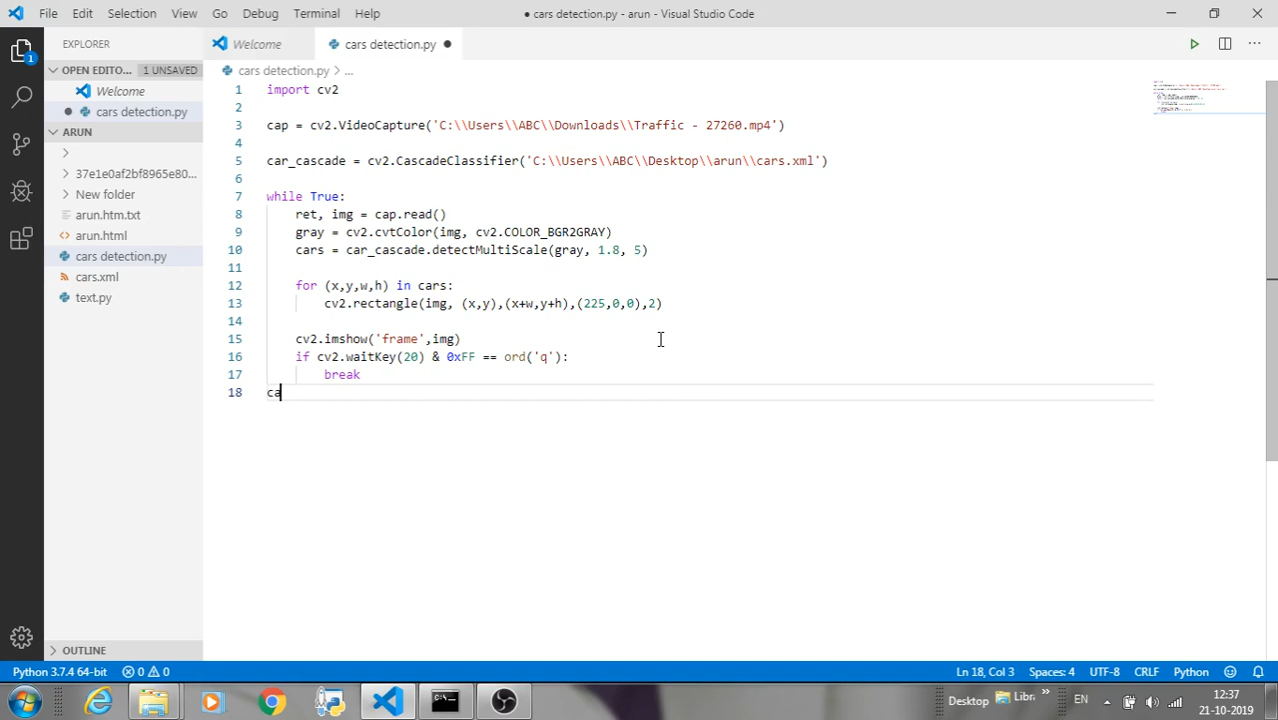 File Edit Selection View Go Debug Terminal Help
● cars detection.py - arun - Visual Studio Code
EXPLORER
Welcome
cars detection.py ●
OPEN EDITO... 1 UNSAVED
Welcome
● cars detection.py
ARUN
37e1e0af2bf8965e80...
New folder
arun.htm.txt
arun.html
cars detection.py
cars.xml
text.py
OUTLINE
cars detection.py > ...
1 import cv2
2
3 cap = cv2.VideoCapture('C:\\Users\\ABC\\Downloads\\Traffic - 27260.mp4')
4
5 car_cascade = cv2.CascadeClassifier('C:\\Users\\ABC\\Desktop\\arun\\cars.xml')
6
7 while True:
8     ret, img = cap.read()
9     gray = cv2.cvtColor(img, cv2.COLOR_BGR2GRAY)
10     cars = car_cascade.detectMultiScale(gray, 1.8, 5)
11
12     for (x,y,w,h) in cars:
13         cv2.rectangle(img, (x,y),(x+w,y+h),(225,0,0),2)
14
15     cv2.imshow('frame',img)
16     if cv2.waitKey(20) & 0xFF == ord('q'):
17         break
18 ca
Python 3.7.4 64-bit 0 0
Ln 18, Col 3 Spaces: 4 UTF-8 CRLF Python
1
Desktop Libr » EN
12:37
21-10-2019